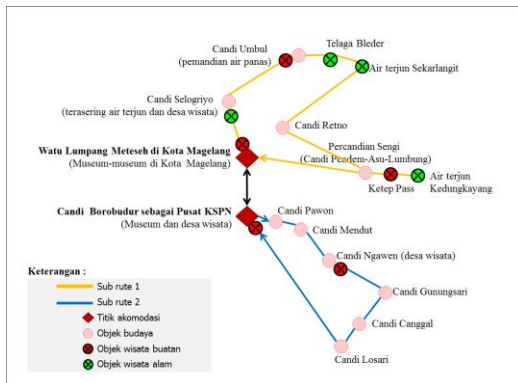 Candi Umbul
(pemandian air panas)
Telaga Bleder
Air terjun Sekarlangit
Candi Selogriyo
(terasering air terjun dan desa wisata)
Candi Retno
Watu Lumpang Meteseh di Kota Magelang
(Museum-museum di Kota Magelang)
Percandian Sengi
(Candi Pendem-Asu-Lumbung)
Ketep Pass
Air terjun
Kedungkayang
Candi Borobudur sebagai Pusat KSPN
(Museum dan desa wisata)
Candi Pawon
Candi Mendut
Candi Ngawen (desa wisata)
Candi Gunungsari
Candi Canggal
Candi Losari
Keterangan :
Sub rute 1
Sub rute 2
Titik akomodasi
Objek budaya
Objek wisata buatan
Objek wisata alam